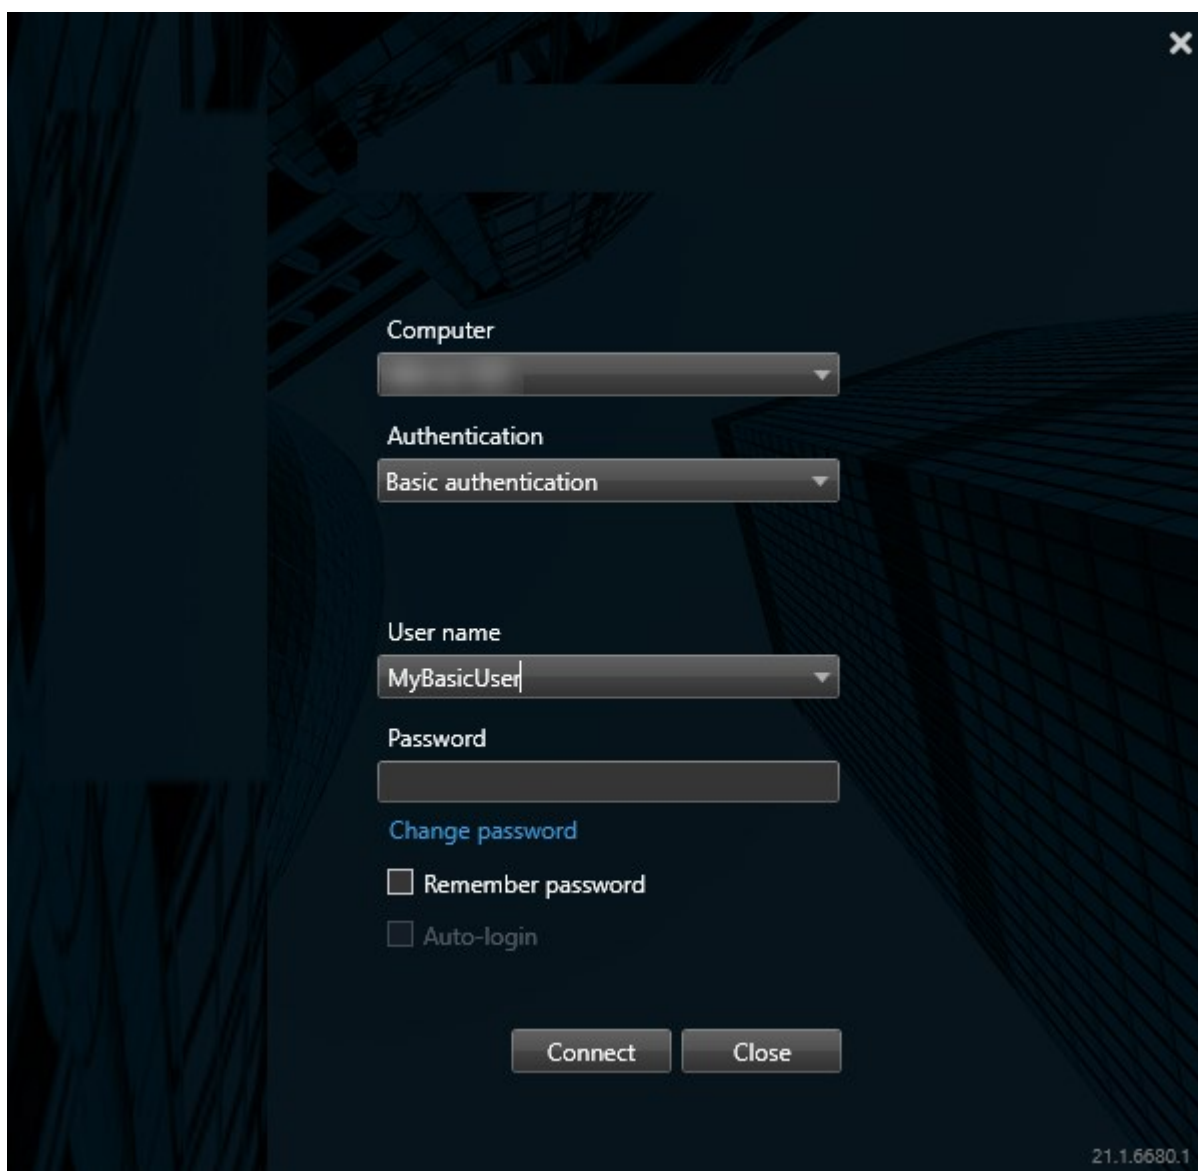 Computer
Authentication
Basic authentication
User name
MyBasicUser
Password
Change password
Remember password
Auto-login
Connect Close
21.1.6680.1